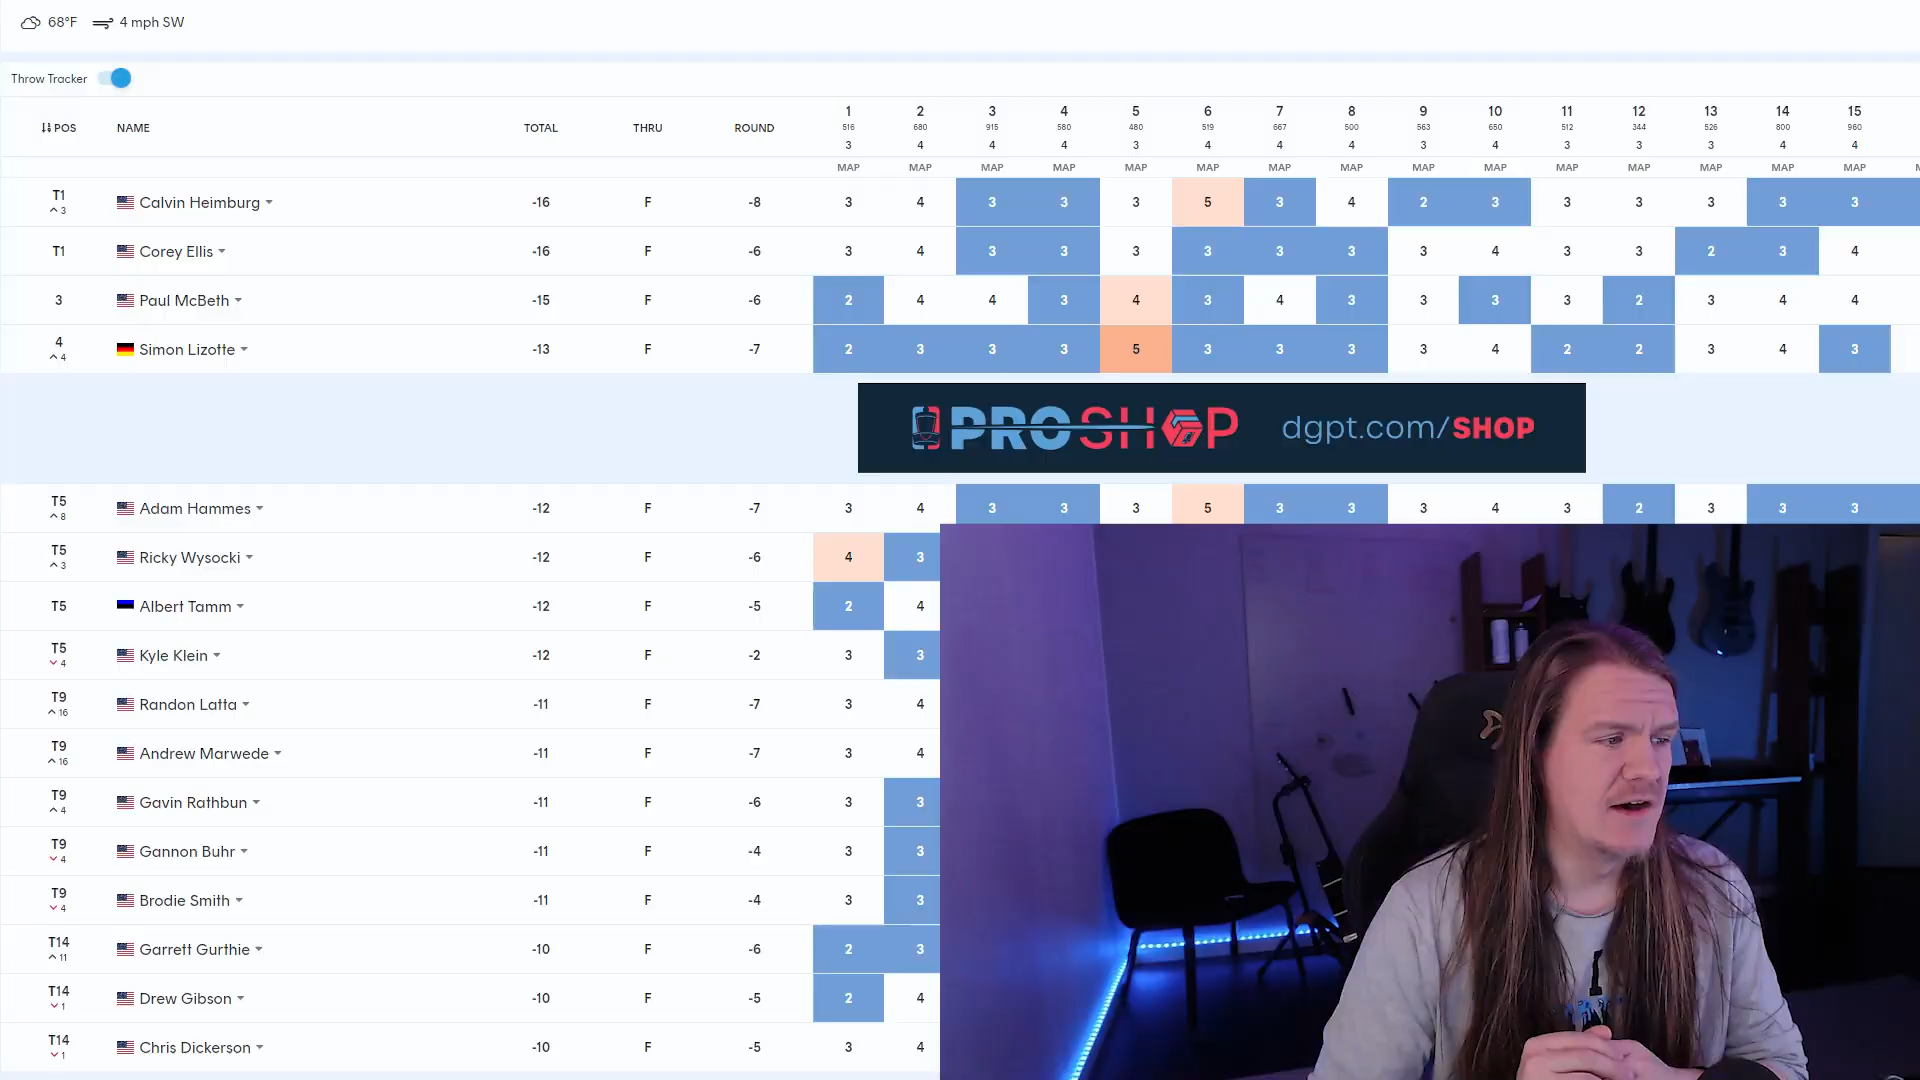 68°F 4 mph SW
Throw Tracker
POS NAME TOTAL THRU ROUND 1 2 3 4 5 6 7 8 9 10 11 12 13 14 15
516 680 915 580 480 519 667 500 563 650 512 344 526 800 960
3 4 4 4 3 4 4 4 3 4 3 3 3 4 4
MAP MAP MAP MAP MAP MAP MAP MAP MAP MAP MAP MAP MAP MAP MAP
T1 3 Calvin Heimburg -16 F -8 3 4 3 3 3 5 3 4 2 3 3 3 3 3 3
T1 Corey Ellis -16 F -6 3 4 3 3 3 3 3 3 3 4 3 3 2 3 4
3 Paul McBeth -15 F -6 2 4 4 3 4 3 4 3 3 3 3 2 3 4 4
4 4 Simon Lizotte -13 F -7 2 3 3 3 5 3 3 3 3 4 2 2 3 4 3
PRO SHOP dgpt.com/SHOP
T5 8 Adam Hammes -12 F -7 3 4 3 3 3 5 3 3 3 4 3 2 3 3 3
T5 3 Ricky Wysocki -12 F -6 4 3
T5 Albert Tamm -12 F -5 2 4
T5 4 Kyle Klein -12 F -2 3 3
T9 16 Randon Latta -11 F -7 3 4
T9 16 Andrew Marwede -11 F -7 3 4
T9 4 Gavin Rathbun -11 F -6 3 3
T9 4 Gannon Buhr -11 F -4 3 3
T9 4 Brodie Smith -11 F -4 3 3
T14 11 Garrett Gurthie -10 F -6 2 3
T14 1 Drew Gibson -10 F -5 2 4
T14 1 Chris Dickerson -10 F -5 3 4